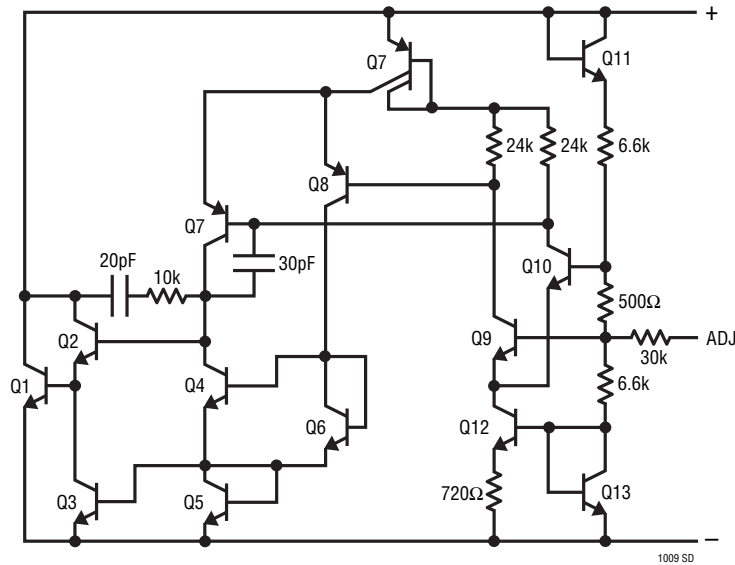 +
Q11
Q7
24k
24k
6.6k
Q8
Q7
20pF
10k
30pF
Q10
500Ω
Q2
Q9
ADJ
30k
Q1
Q4
6.6k
Q6
Q12
Q3
Q5
720Ω
Q13
–
1009 SD